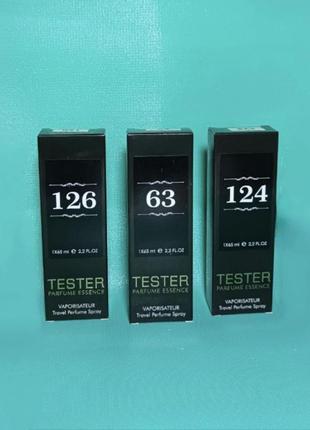 126
1X65 ml ℮ 2,2 FL.OZ
TESTER
PARFUME ESSENCE
VAPORISATEUR
Travel Perfume Spray
63
1X65 ml ℮ 2,2 FL.OZ
TESTER
PARFUME ESSENCE
VAPORISATEUR
Travel Perfume Spray
124
1X65 ml ℮ 2,2 FL.OZ
TESTER
PARFUME ESSENCE
VAPORISATEUR
Travel Perfume Spray